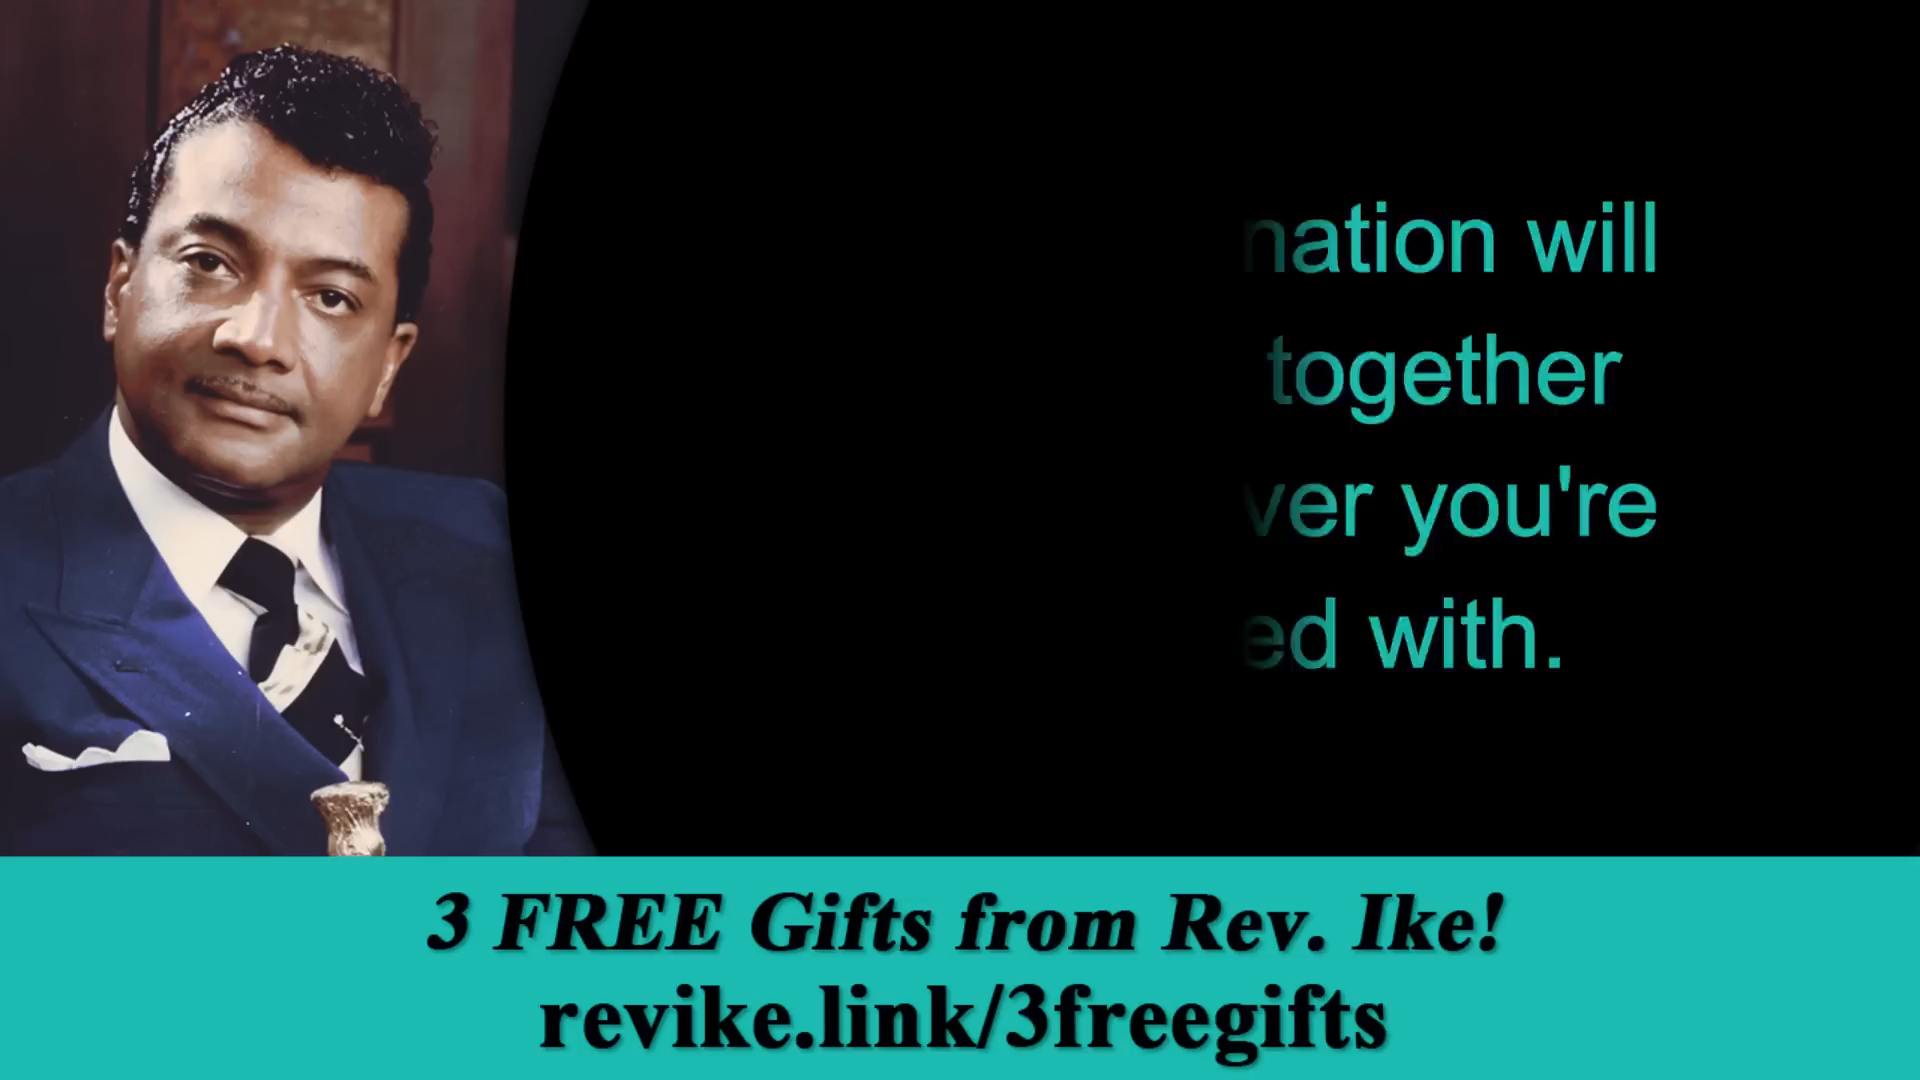 nation will
together
ver you're
ed with.
3 FREE Gifts from Rev. Ike!
revike.link/3freegifts